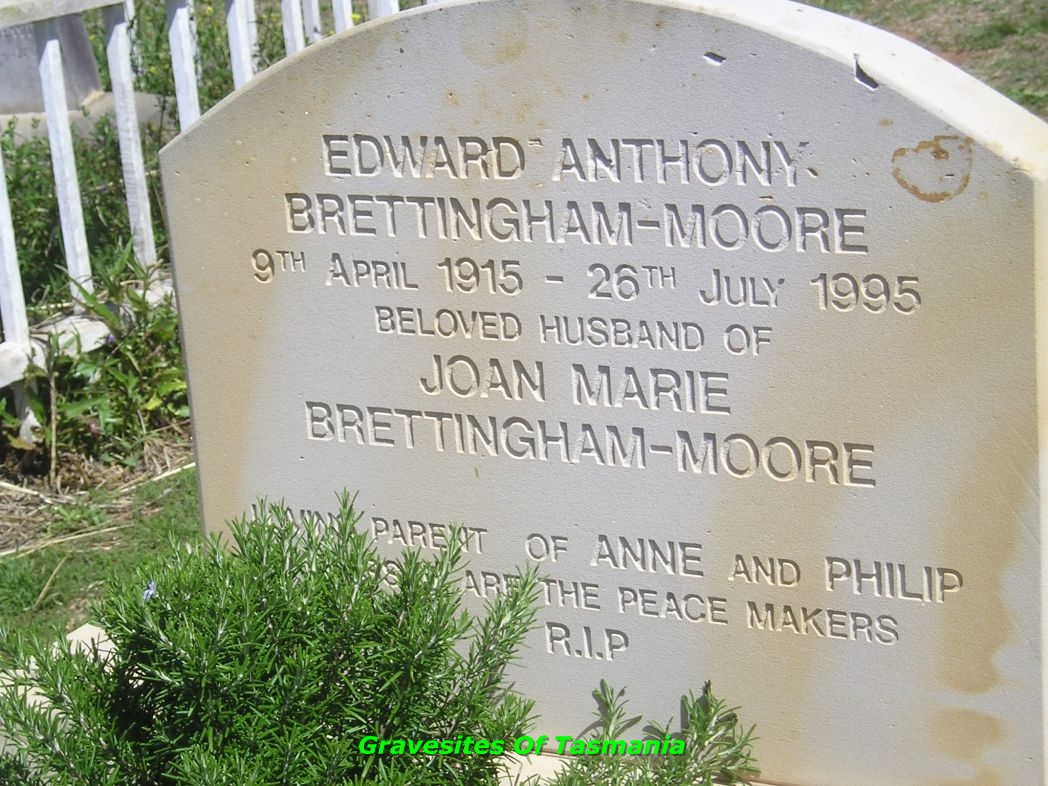 EDWARD ANTHONY
BRETTINGHAM-MOORE
9TH APRIL 1915 - 26TH JULY 1995
BELOVED HUSBAND OF
JOAN MARIE
BRETTINGHAM-MOORE
PARENT OF ANNE AND PHILIP
ARE THE PEACE MAKERS
R.I.P
Gravesites Of Tasmania